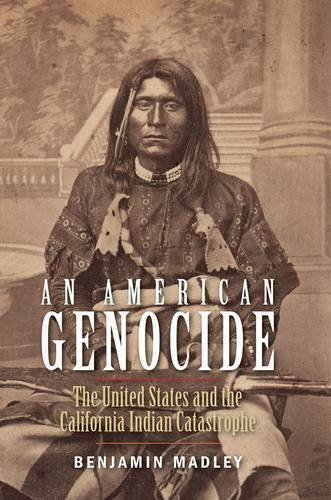 AN AMERICAN
GENOCIDE
The United States and the
California Indian Catastrophe
BENJAMIN MADLEY